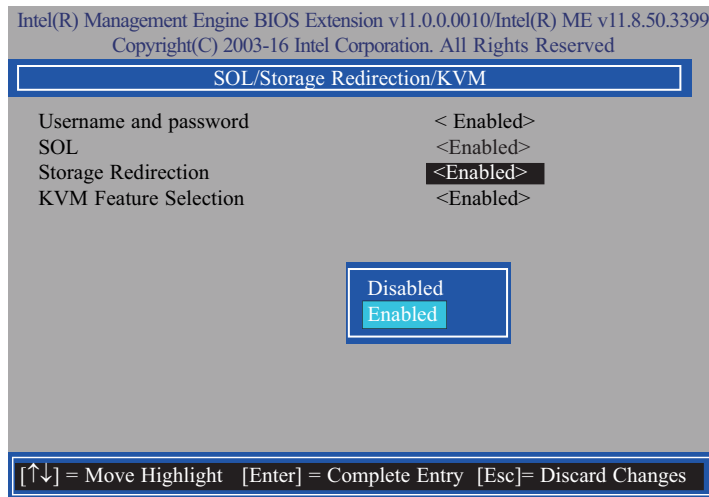 Intel(R) Management Engine BIOS Extension v11.0.0.0010/Intel(R) ME v11.8.50.3399
Copyright(C) 2003-16 Intel Corporation. All Rights Reserved
SOL/Storage Redirection/KVM
Username and password < Enabled>
SOL <Enabled>
Storage Redirection <Enabled>
KVM Feature Selection <Enabled>
Disabled
Enabled
[↑↓] = Move Highlight [Enter] = Complete Entry [Esc]= Discard Changes